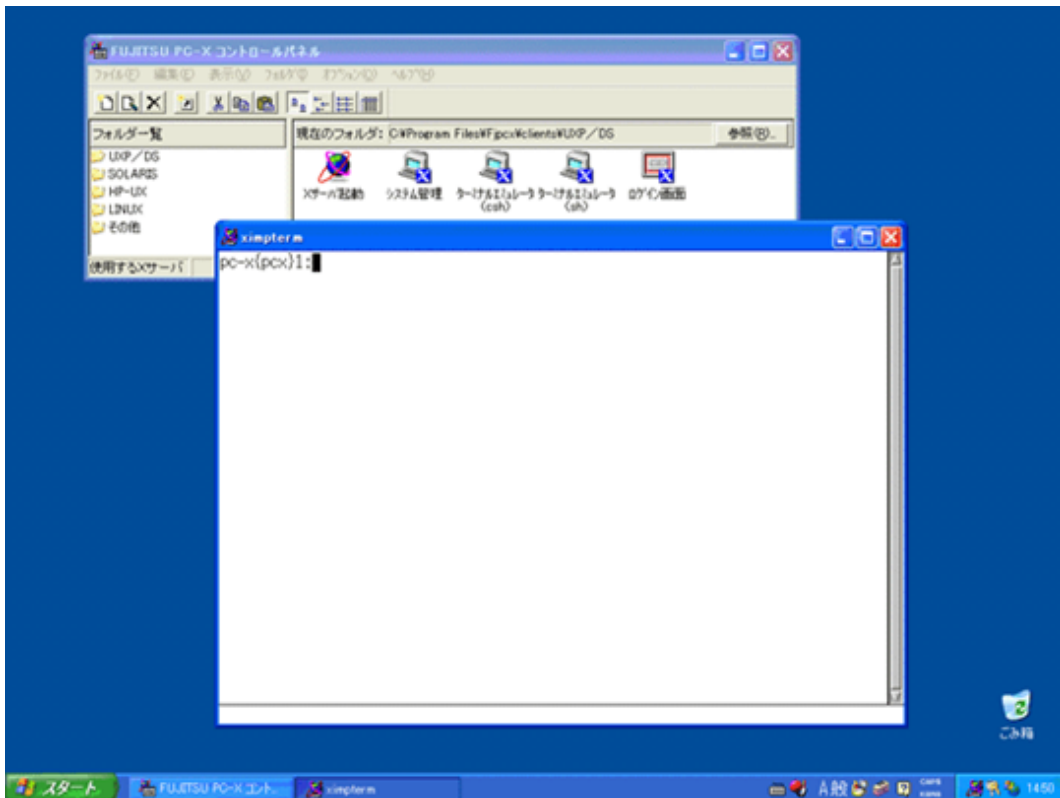 FUJITSU PC-X コントロールパネル
ファイル(F) 編集(E) 表示(V) フォルダ(D) オプション(O) ヘルプ(H)
フォルダ一覧
現在のフォルダ: C:¥Program Files¥Fjpcx¥clients¥UXP/DS
参照(R)..
UXP/DS
SOLARIS
HP-UX
LINUX
その他
Xサーバ起動
システム管理
ターミナルエミュレータ
(csh)
ターミナルエミュレータ
(sh)
ログイン画面
使用するXサーバ
ximpterm
pc-x{pcx}1:
ごみ箱
スタート
FUJITSU PC-X コント...
ximpterm
A 般
CAPS
KANA
14:50